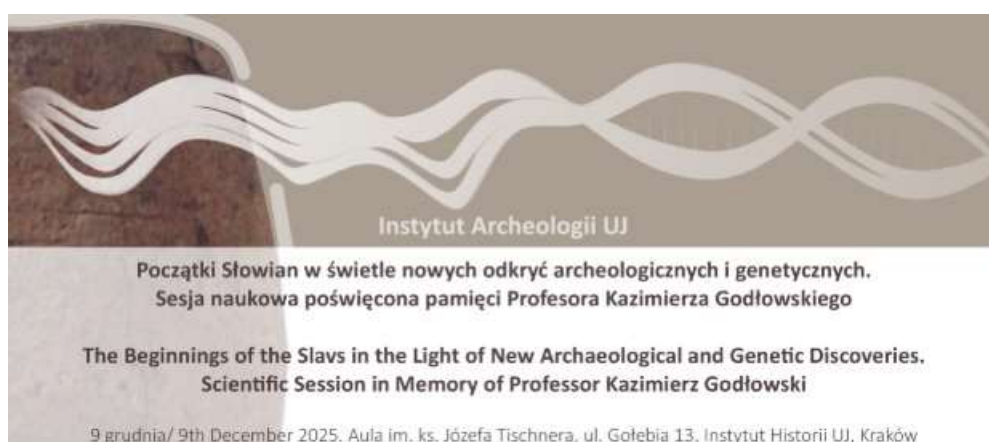 Instytut Archeologii UJ
Początki Słowian w świetle nowych odkryć archeologicznych i genetycznych.
Sesja naukowa poświęcona pamięci Profesora Kazimierza Godłowskiego
The Beginnings of the Slavs in the Light of New Archaeological and Genetic Discoveries.
Scientific Session in Memory of Professor Kazimierz Godłowski
9 grudnia/ 9th December 2025, Aula im. ks. Józefa Tischnera, ul. Gołębia 13, Instytut Historii UJ, Kraków